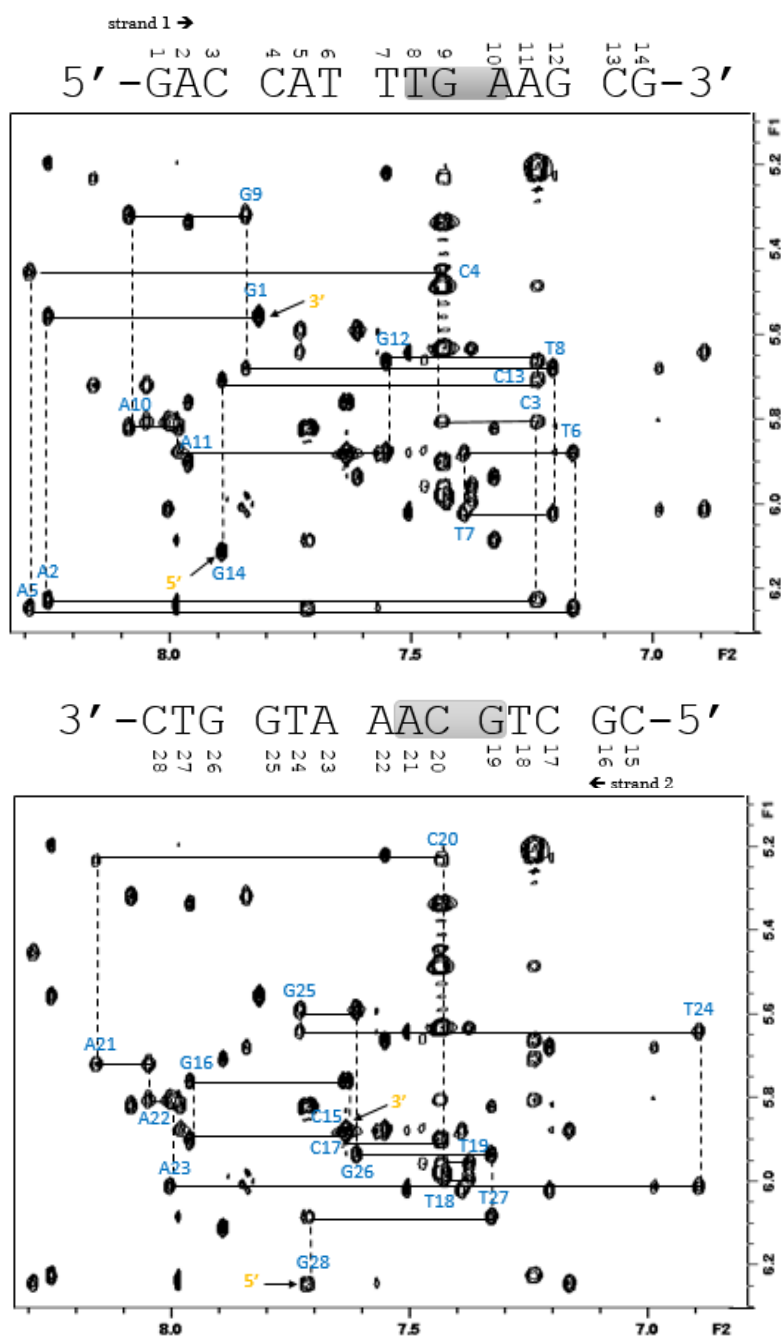 strand 1 →
1 2 3 4 5 6 7 8 9 10 11 12 13 14
5’-GAC CAT TTGA AAG CG-3’
5.2
F1
G9
5.4
C4
G1
3’
5.6
G12
T8
C13
A10
C3
5.8
A11
T6
6.0
T7
5’
G14
A2
A5
6.2
8.0 7.5 7.0 F2
3’-CTG GTA AAC GTC GC-5’
28 27 26 25 24 23 22 21 20 19 18 17 16 15
← strand 2
F1
C20
5.2
5.4
G25
5.6
T24
A21
G16
5.8
A22
C15
3’
C17
T19
A23
G26
6.0
T18
T27
G28
5’
6.2
8.0 7.5 7.0 F2